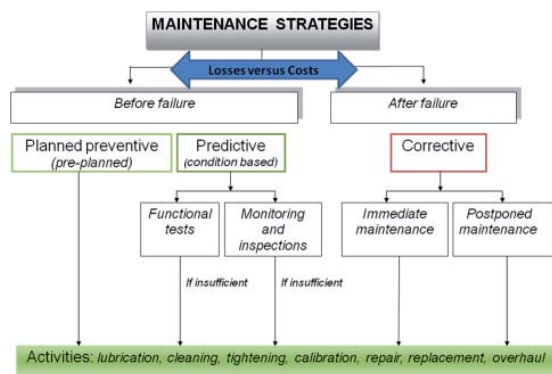 MAINTENANCE STRATEGIES
Losses versus Costs
Before failure
After failure
Planned preventive
(pre-planned)
Predictive
(condition based)
Corrective
Functional
tests
Monitoring
and
inspections
Immediate
maintenance
Postponed
maintenance
If insufficient
If insufficient
Activities: lubrication, cleaning, tightening, calibration, repair, replacement, overhaul